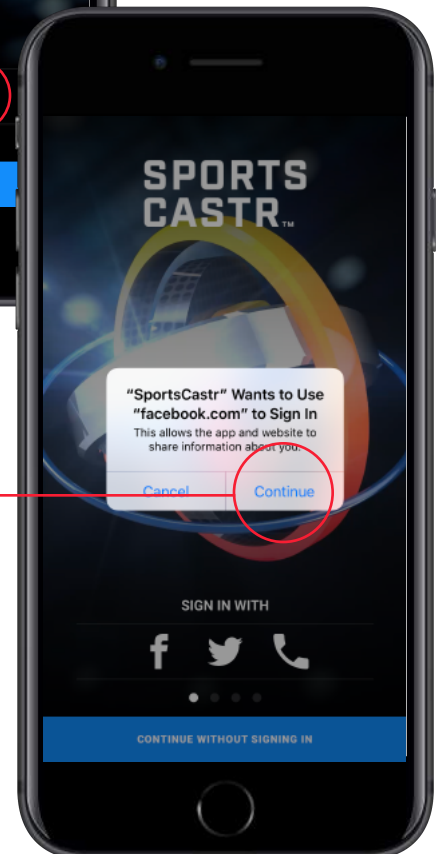 SPORTS
CASTR™
“SportsCastr” Wants to Use
“facebook.com” to Sign In
This allows the app and website to
share information about you.
Cancel
Continue
SIGN IN WITH
CONTINUE WITHOUT SIGNING IN